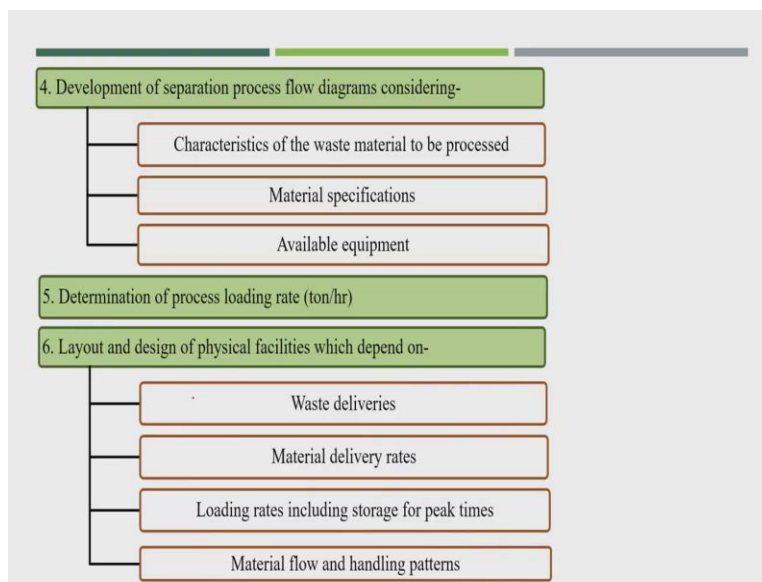 4. Development of separation process flow diagrams considering-
Characteristics of the waste material to be processed
Material specifications
Available equipment
5. Determination of process loading rate (ton/hr)
6. Layout and design of physical facilities which depend on-
Waste deliveries
Material delivery rates
Loading rates including storage for peak times
Material flow and handling patterns